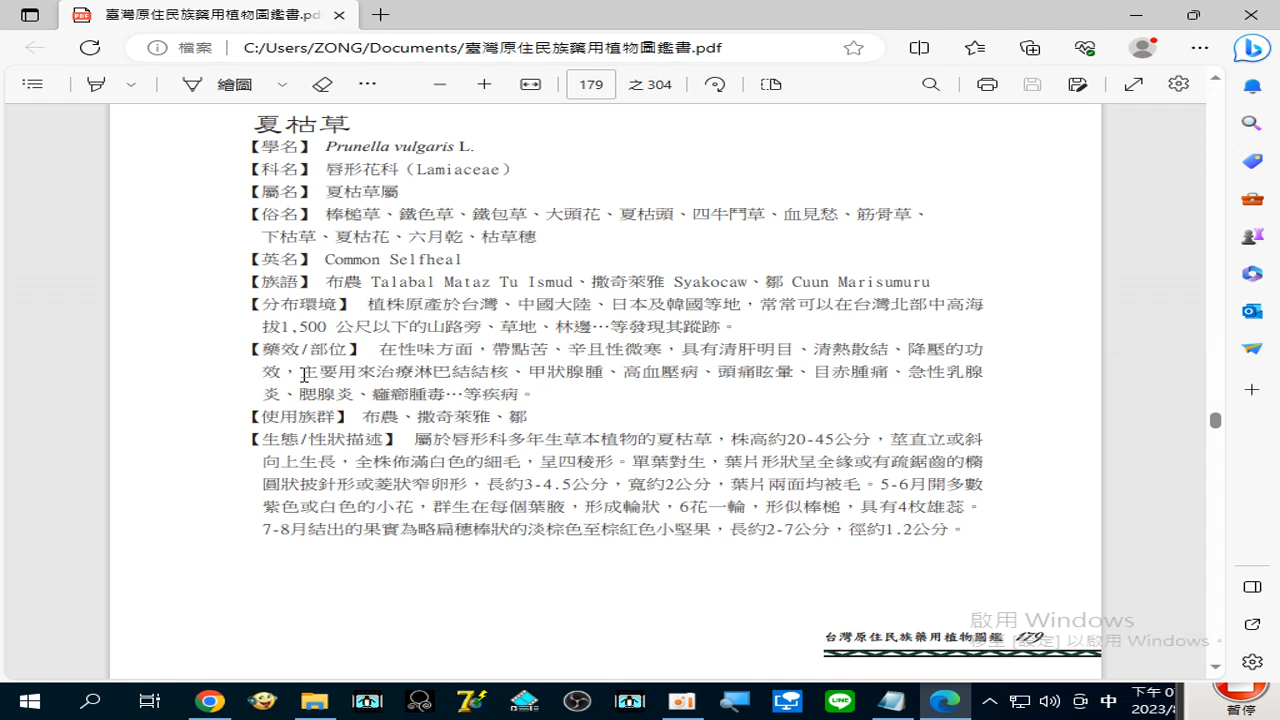 臺灣原住民族藥用植物圖鑑書.pdf
檔案 C:/Users/ZONG/Documents/臺灣原住民族藥用植物圖鑑書.pdf
繪圖 179 之 304
夏枯草
【學名】 Prunella vulgaris L.
【科名】 唇形花科（Lamiaceae）
【屬名】 夏枯草屬
【俗名】 棒槌草、鐵色草、鐵包草、大頭花、夏枯頭、四牛鬥草、血見愁、筋骨草、
下枯草、夏枯花、六月乾、枯草穗
【英名】 Common Selfheal
【族語】 布農 Talabal Mataz Tu Ismud、撒奇萊雅 Syakocaw、鄒 Cuun Marisumuru
【分布環境】 植株原產於台灣、中國大陸、日本及韓國等地，常常可以在台灣北部中高海
拔1,500 公尺以下的山路旁、草地、林邊…等發現其蹤跡。
【藥效/部位】 在性味方面，帶點苦、辛且性微寒，具有清肝明目、清熱散結、降壓的功
效，主要用來治療淋巴結結核、甲狀腺腫、高血壓病、頭痛眩暈、目赤腫痛、急性乳腺
炎、腮腺炎、癰癤腫毒…等疾病。
【使用族群】 布農、撒奇萊雅、鄒
【生態/性狀描述】 屬於唇形科多年生草本植物的夏枯草，株高約20-45公分，莖直立或斜
向上生長，全株佈滿白色的細毛，呈四稜形。單葉對生，葉片形狀呈全緣或有疏鋸齒的橢
圓狀披針形或菱狀窄卵形，長約3-4.5公分，寬約2公分，葉片兩面均被毛。5-6月開多數
紫色或白色的小花，群生在每個葉腋，形成輪狀，6花一輪，形似棒槌，具有4枚雄蕊。
7-8月結出的果實為略扁穗棒狀的淡棕色至棕紅色小堅果，長約2-7公分，徑約1.2公分。
啟用 Windows
移至 [設定] 以啟用 Windows。
台灣原住民族藥用植物圖鑑 179
中
下午 0
2023/8
暫停